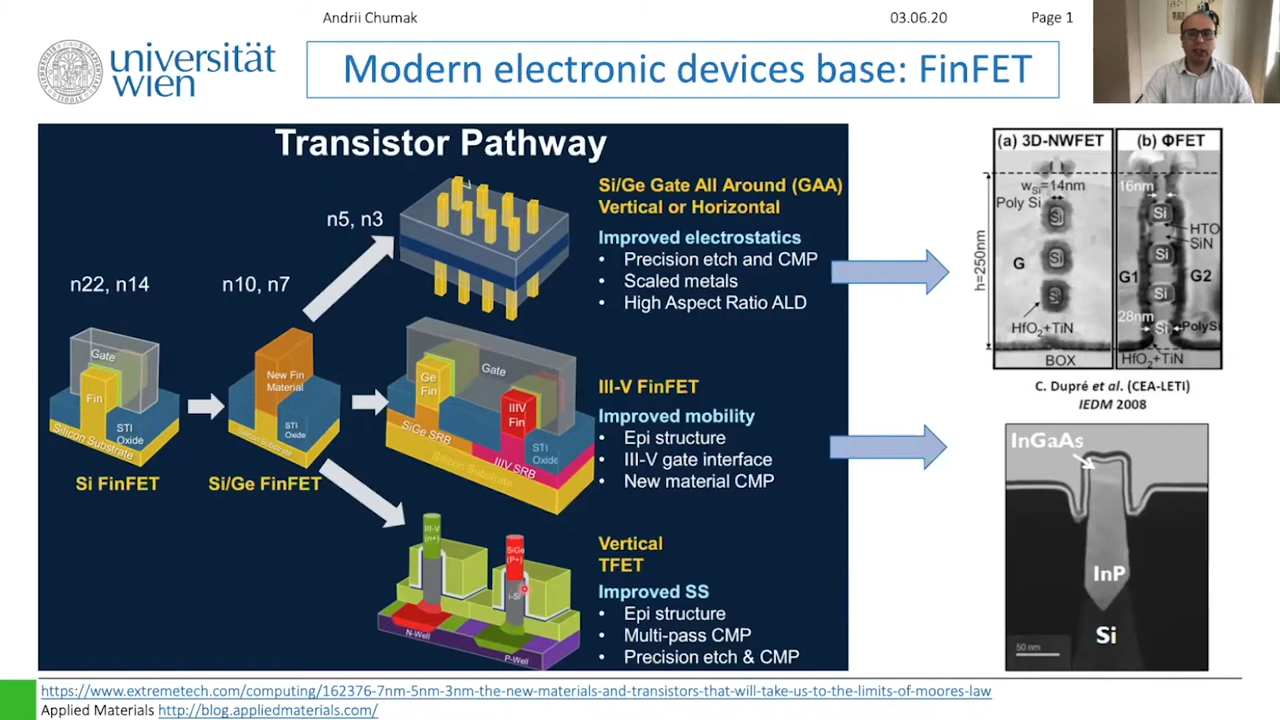 Andrii Chumak
03.06.20
Page 1
universität
wien
Modern electronic devices base: FinFET
Transistor Pathway
n22, n14
n10, n7
n5, n3
Gate
Fin
STI
Oxide
Silicon Substrate
Si FinFET
New Fin
Material
STI
Oxide
Silicon Substrate
Si/Ge FinFET
Si/Ge Gate All Around (GAA)
Vertical or Horizontal
Improved electrostatics
• Precision etch and CMP
• Scaled metals
• High Aspect Ratio ALD
Gate
Ge
Fin
IIIV
Fin
STI
Oxide
SiGe SRB
IIIV SRB
Silicon Substrate
III-V FinFET
Improved mobility
• Epi structure
• III-V gate interface
• New material CMP
III-V
(n+)
SiGe
(P+)
i-Si
N-Well
P-Well
Vertical
TFET
Improved SS
• Epi structure
• Multi-pass CMP
• Precision etch & CMP
(a) 3D-NWFET
(b) ΦFET
wSi=14nm
Poly Si
Si
G
h=250nm
HfO2+TiN
BOX
16nm
Si
HTO
SiN
Si
G1
G2
Si
28nm
Si
PolySi
HfO2+TiN
C. Dupré et al. (CEA-LETI)
IEDM 2008
InGaAs
InP
Si
50 nm
https://www.extremetech.com/computing/162376-7nm-5nm-3nm-the-new-materials-and-transistors-that-will-take-us-to-the-limits-of-moores-law
Applied Materials http://blog.appliedmaterials.com/